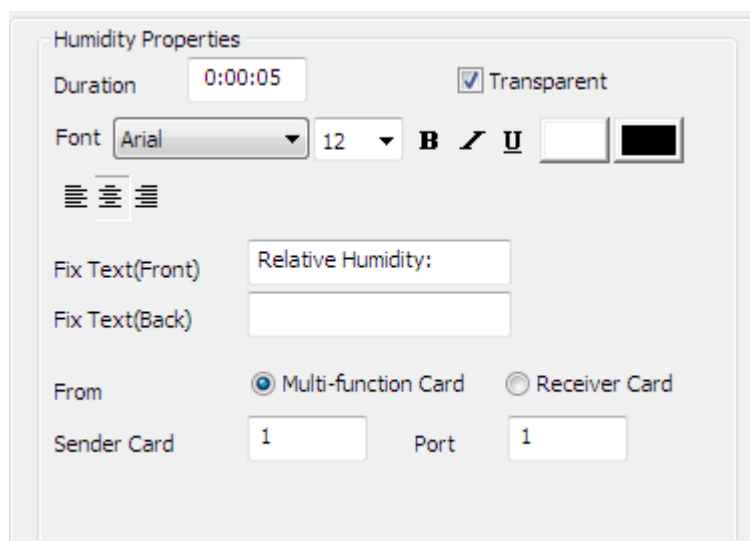 Humidity Properties
Duration 0:00:05 Transparent
Font Arial 12 B I U
Fix Text(Front) Relative Humidity:
Fix Text(Back)
From Multi-function Card Receiver Card
Sender Card 1 Port 1